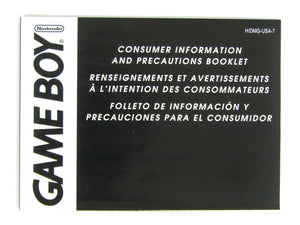 Nintendo
GAME BOY
H/DMG-USA-7
CONSUMER INFORMATION
AND PRECAUTIONS BOOKLET
RENSEIGNEMENTS ET AVERTISSEMENTS
À L'INTENTION DES CONSOMMATEURS
FOLLETO DE INFORMACIÓN Y
PRECAUCIONES PARA EL CONSUMIDOR